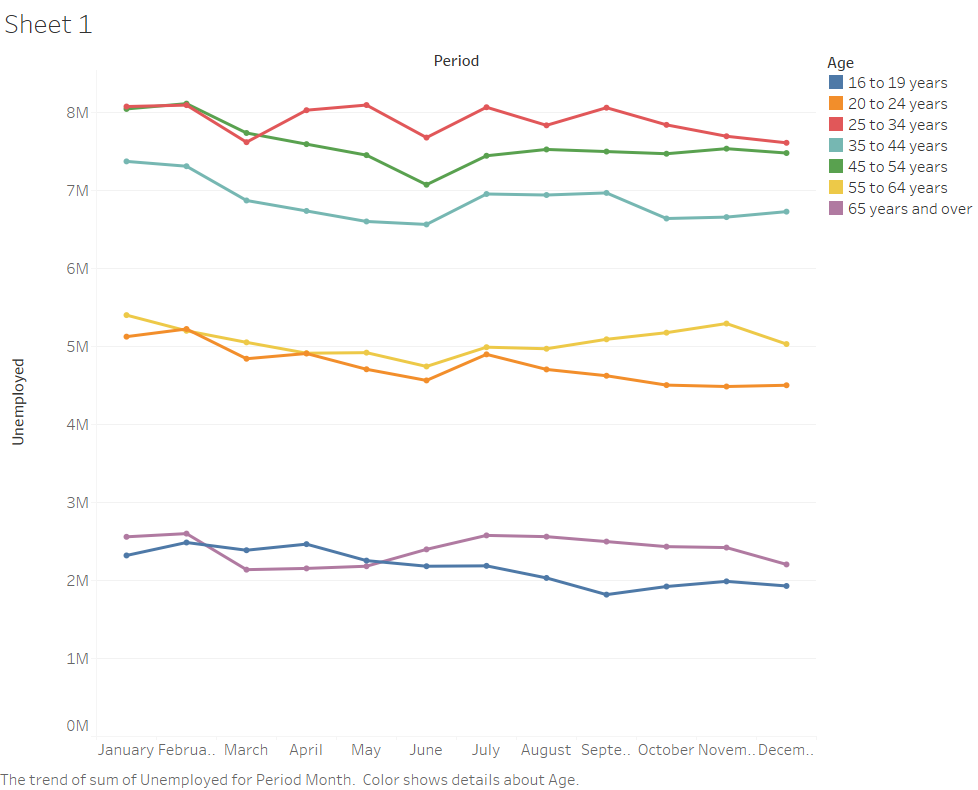 Sheet 1
Period
Age
16 to 19 years
20 to 24 years
25 to 34 years
35 to 44 years
45 to 54 years
55 to 64 years
65 years and over
8M
7M
6M
5M
4M
3M
2M
1M
0M
Unemployed
January Februa.. March April May June July August Septe.. October Novem.. Decem..
The trend of sum of Unemployed for Period Month. Color shows details about Age.